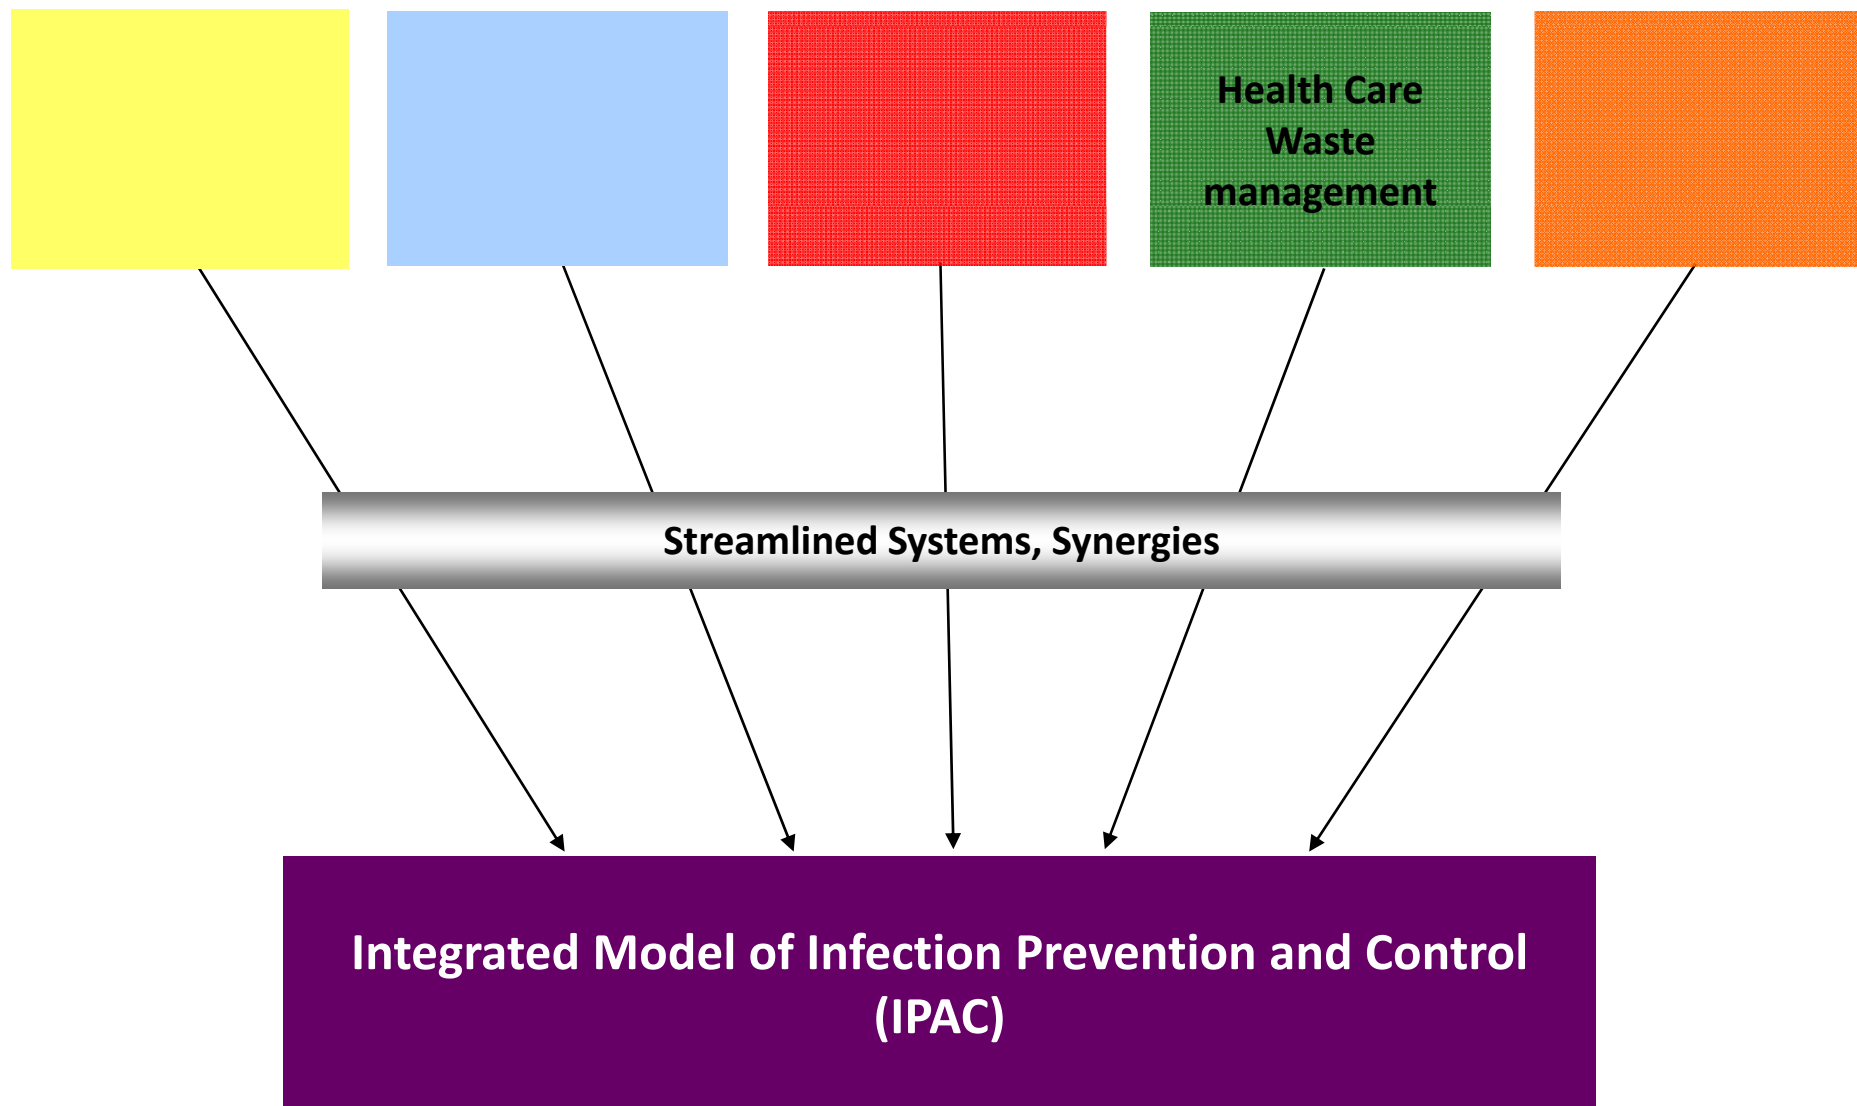 Health Care
Waste
management
Streamlined Systems, Synergies
Integrated Model of Infection Prevention and Control
(IPAC)